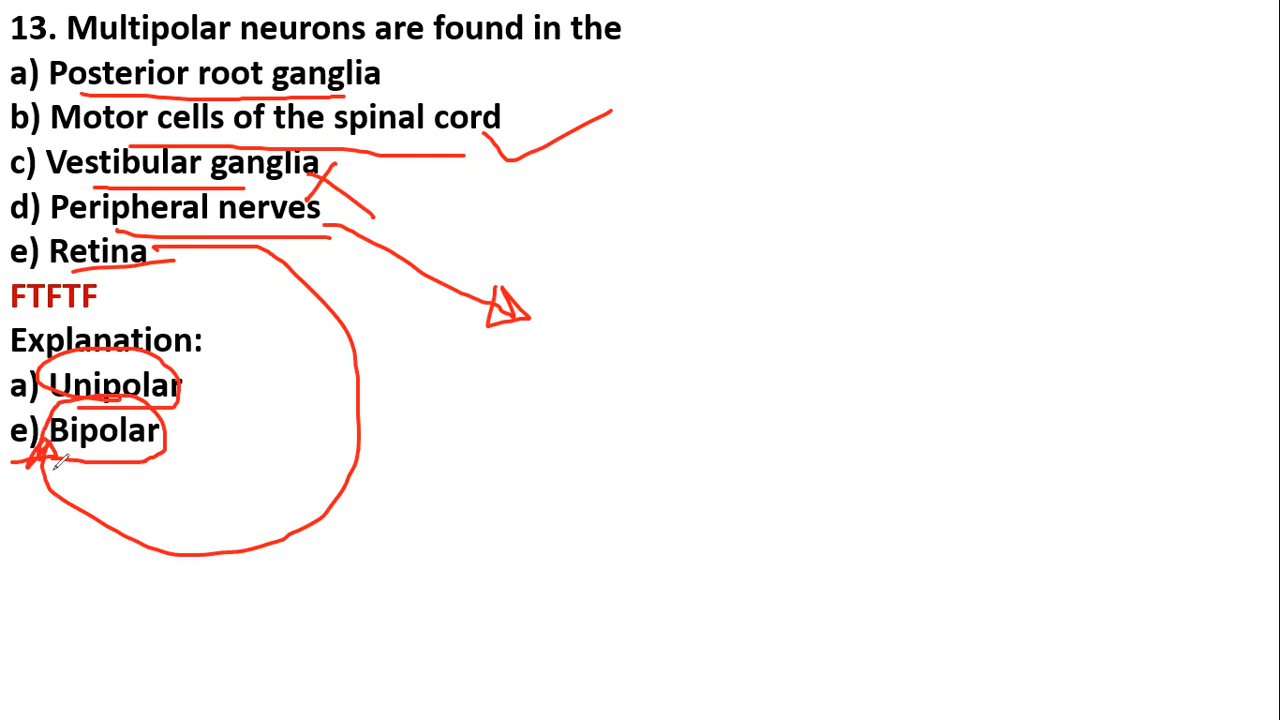 13. Multipolar neurons are found in the
a) Posterior root ganglia
b) Motor cells of the spinal cord
c) Vestibular ganglia
d) Peripheral nerves
e) Retina
FTFTF
Explanation:
a) Unipolar
e) Bipolar